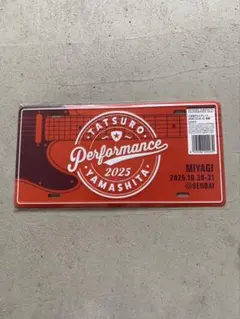 TATSURO
Performance
2025
YAMASHITA
MIYAGI
2025.10.30-31
@SENDAI